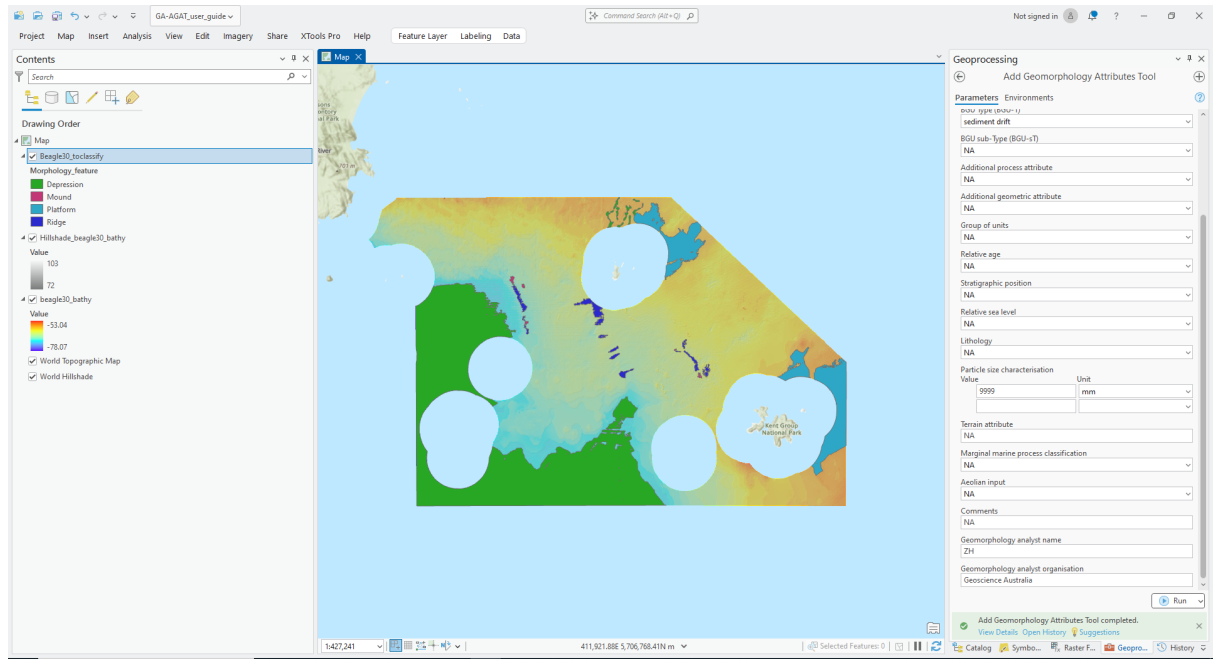 GA-AGAT_user_guide
Command Search (Alt+Q)
Not signed in
?
Project Map Insert Analysis View Edit Imagery Share XTools Pro Help Feature Layer Labeling Data
Contents
Search
Drawing Order
Map
Beagle30_toclassify
Morphology_feature
Depression
Mound
Platform
Ridge
Hillshade_beagle30_bathy
Value
103
72
beagle30_bathy
Value
-53.04
-78.07
World Topographic Map
World Hillshade
Map
River
Kent Group
National Park
1:427,241
411,921.88E 5,706,768.41N m
Selected Features: 0
Geoprocessing
Add Geomorphology Attributes Tool
Parameters Environments
BGU Type (BGU-T)
sediment drift
BGU sub-Type (BGU-sT)
NA
Additional process attribute
NA
Additional geometric attribute
NA
Group of units
NA
Relative age
NA
Stratigraphic position
NA
Relative sea level
NA
Lithology
NA
Particle size characterisation
Value Unit
9999 mm
Terrain attribute
NA
Marginal marine process classification
NA
Aeolian input
NA
Comments
NA
Geomorphology analyst name
ZH
Geomorphology analyst organisation
Geoscience Australia
Run
Add Geomorphology Attributes Tool completed.
View Details Open History Suggestions
Catalog Symbo... Raster F... Geopro... History